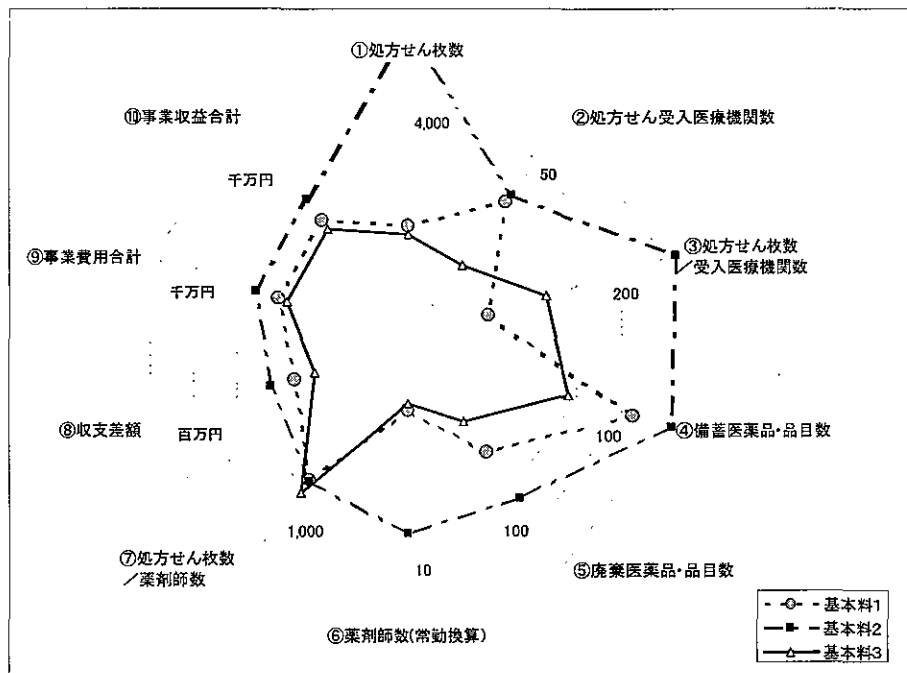 ①処方せん枚数
⑩事業収益合計
4,000
②処方せん受入医療機関数
千万円
50
⑨事業費用合計
③処方せん枚数
／受入医療機関数
千万円
200
⑧収支差額
百万円
100
④備蓄医薬品・品目数
1,000
100
⑦処方せん枚数
／薬剤師数
10
⑤廃棄医薬品・品目数
⑥薬剤師数(常勤換算)
基本料1
基本料2
基本料3